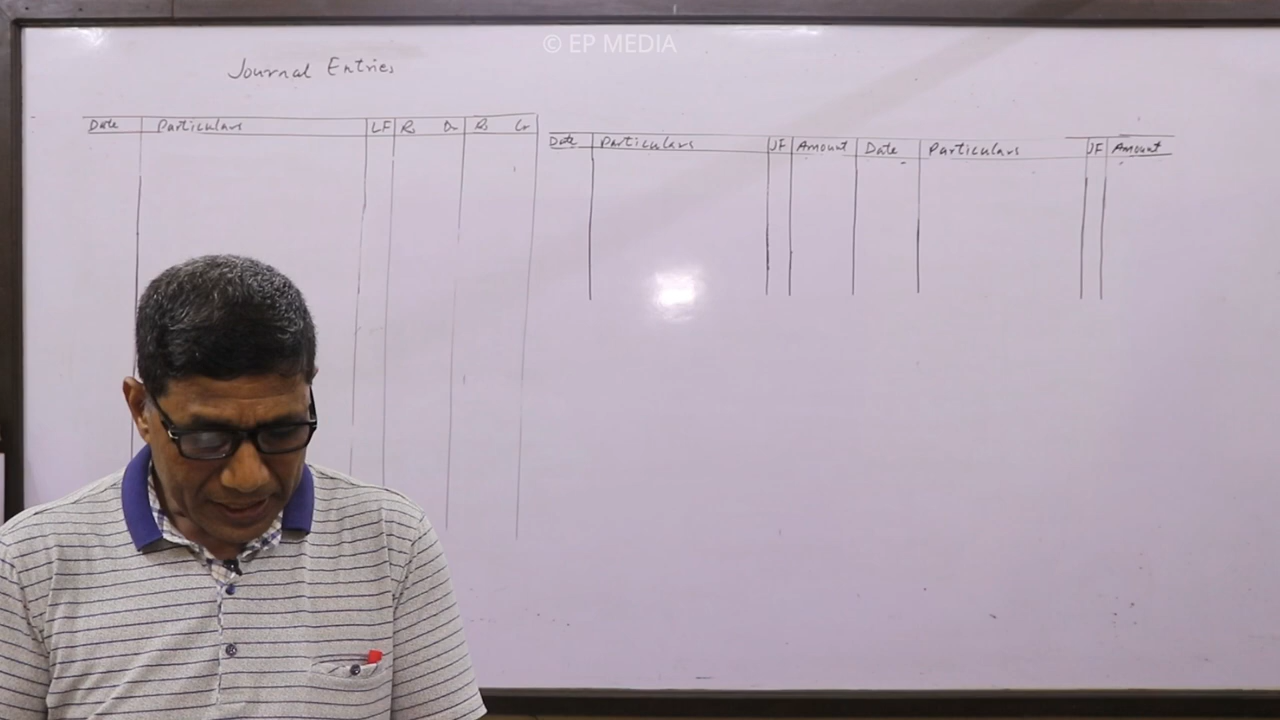 © EP MEDIA
Journal Entries
Date Particulars LF Rs Dr Rs Cr
Date Particulars JF Amount Date Particulars JF Amount